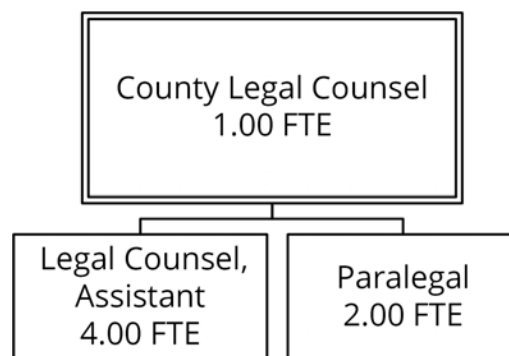 County Legal Counsel
1.00 FTE
Legal Counsel,
Assistant
4.00 FTE
Paralegal
2.00 FTE